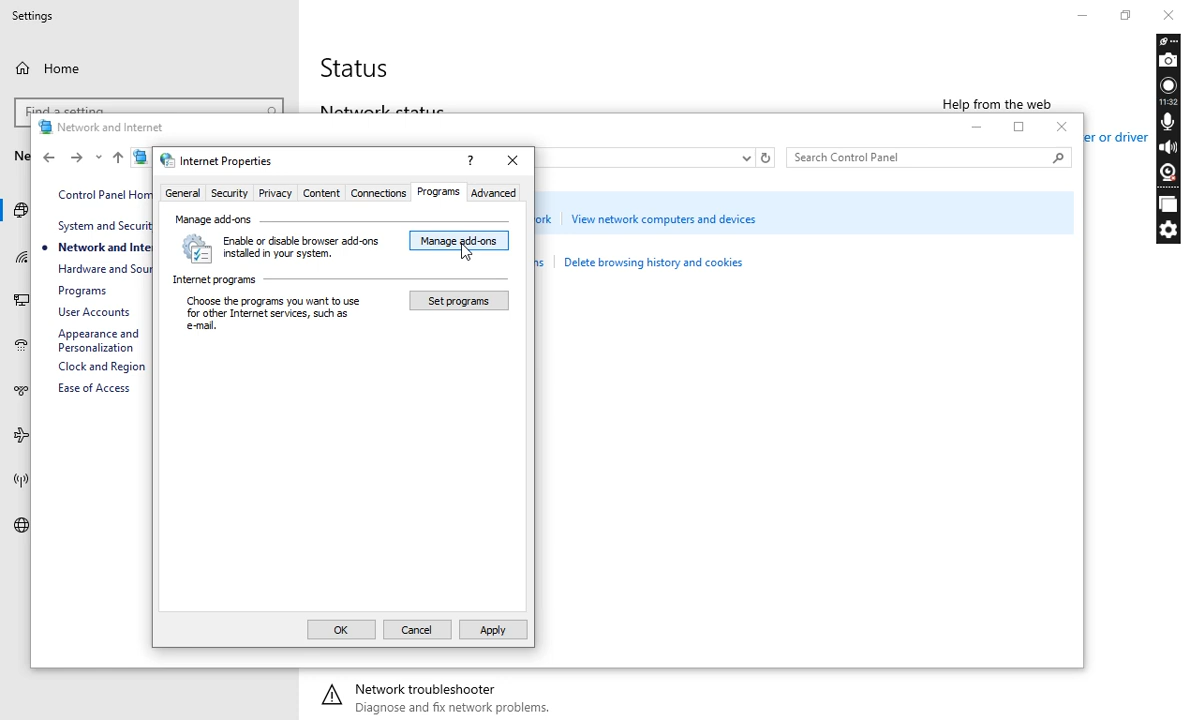 Settings
Home
Status
Find a setting
Network status
Help from the web
Network and Internet
er or driver
Internet Properties
?
Search Control Panel
General Security Privacy Content Connections Programs Advanced
Control Panel Hom
Manage add-ons
ork
View network computers and devices
System and Securit
Enable or disable browser add-ons
installed in your system.
Manage add-ons
Network and Inte
Hardware and Sour
ns
Delete browsing history and cookies
Internet programs
Programs
Choose the programs you want to use
for other Internet services, such as
e-mail.
Set programs
User Accounts
Appearance and
Personalization
Clock and Region
Ease of Access
OK
Cancel
Apply
Network troubleshooter
Diagnose and fix network problems.
Ne
11:32